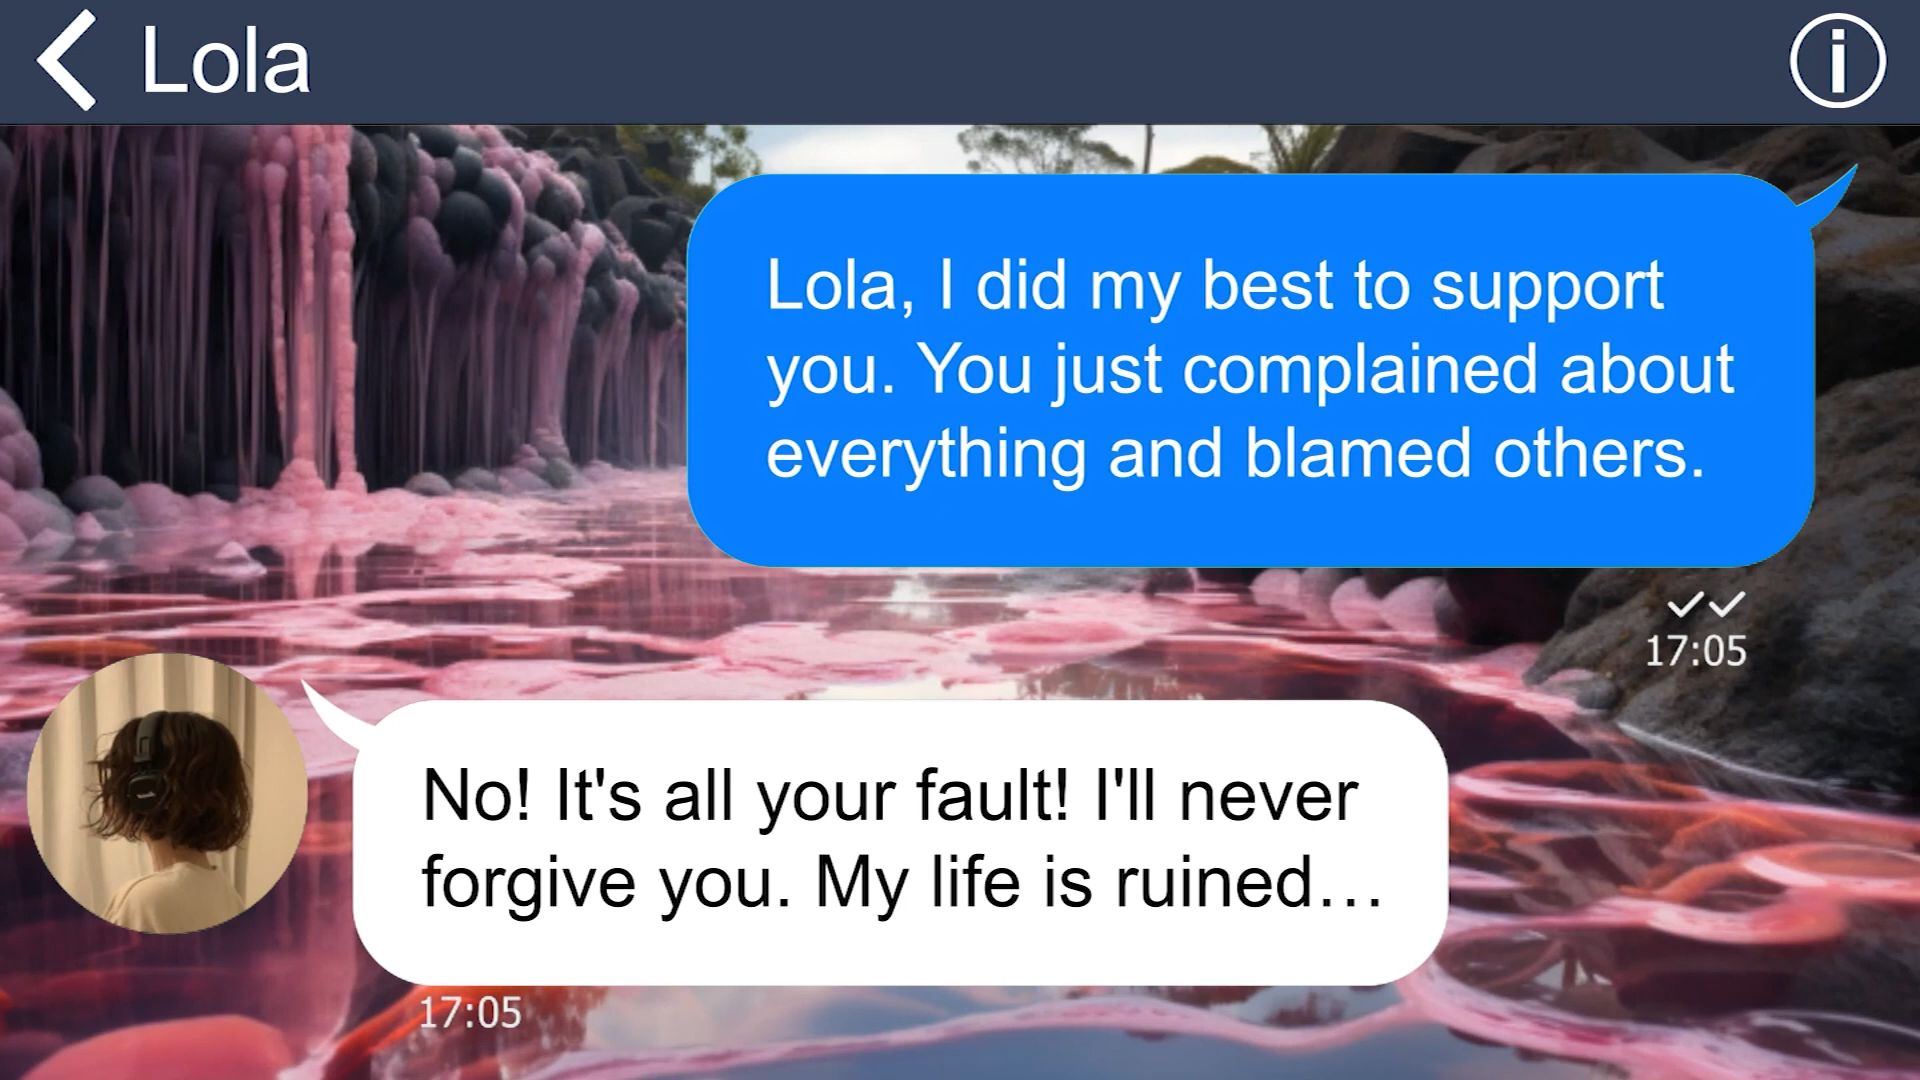 Lola
Lola, I did my best to support
you. You just complained about
everything and blamed others.
17:05
No! It's all your fault! I'll never
forgive you. My life is ruined…
17:05